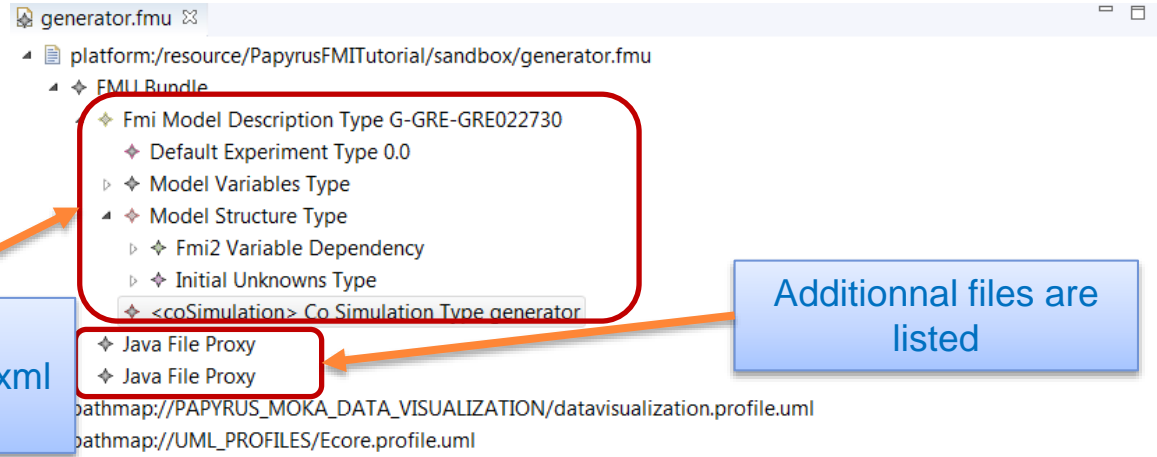 generator.fmu
platform:/resource/PapyrusFMITutorial/sandbox/generator.fmu
FMU Bundle
Fmi Model Description Type G-GRE-GRE022730
Default Experiment Type 0.0
Model Variables Type
Model Structure Type
Fmi2 Variable Dependency
Initial Unknowns Type
<coSimulation> Co Simulation Type generator
Java File Proxy
Java File Proxy
pathmap://PAPYRUS_MOKA_DATA_VISUALIZATION/datavisualization.profile.uml
pathmap://UML_PROFILES/Ecore.profile.uml
xml
Additionnal files are
listed